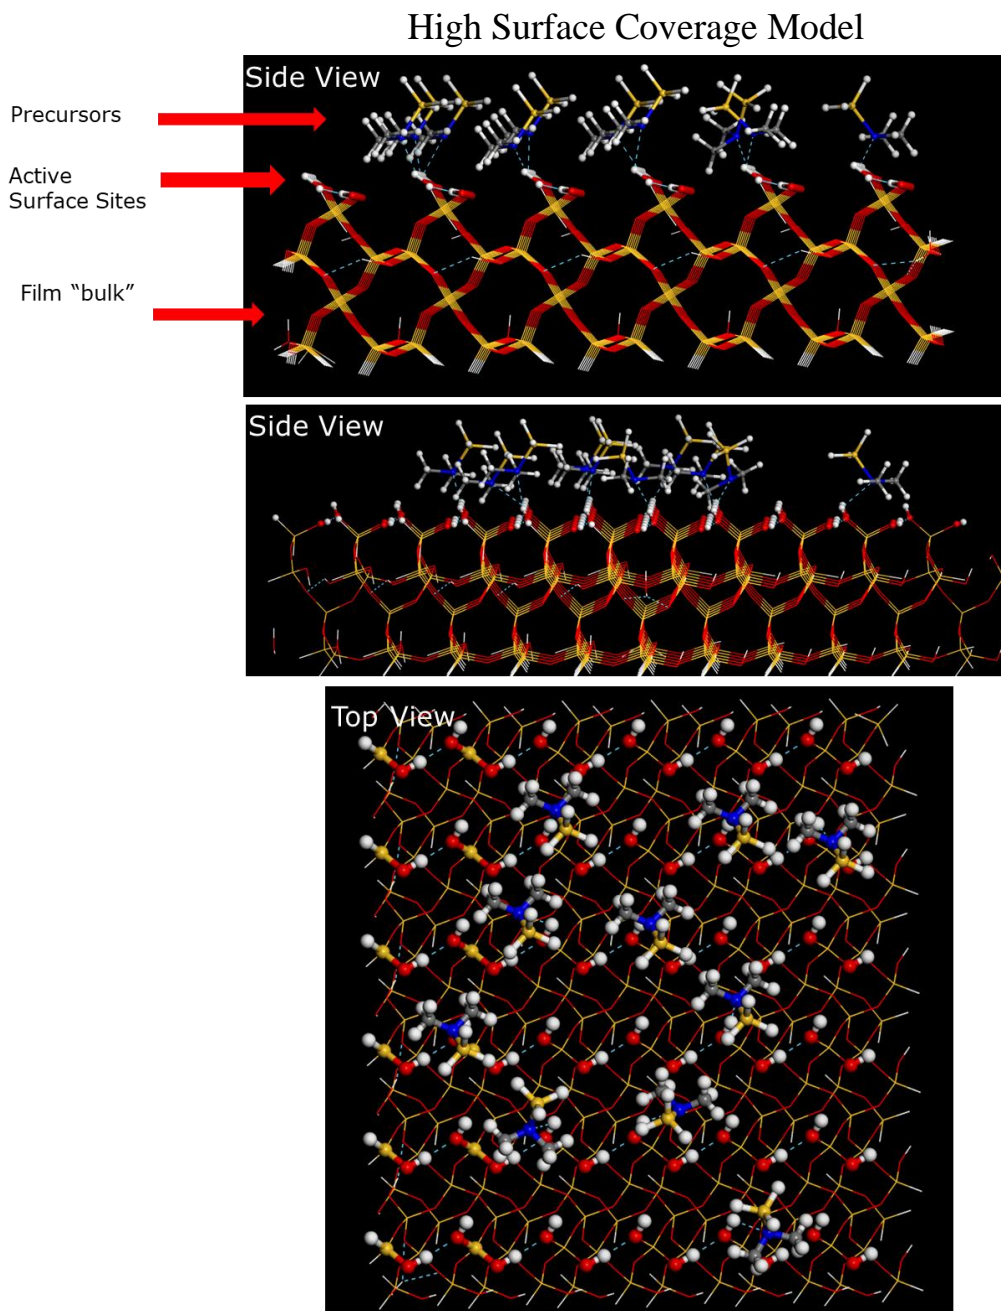 High Surface Coverage Model
Side View
Precursors
Active
Surface Sites
Film “bulk”
Side View
Top View